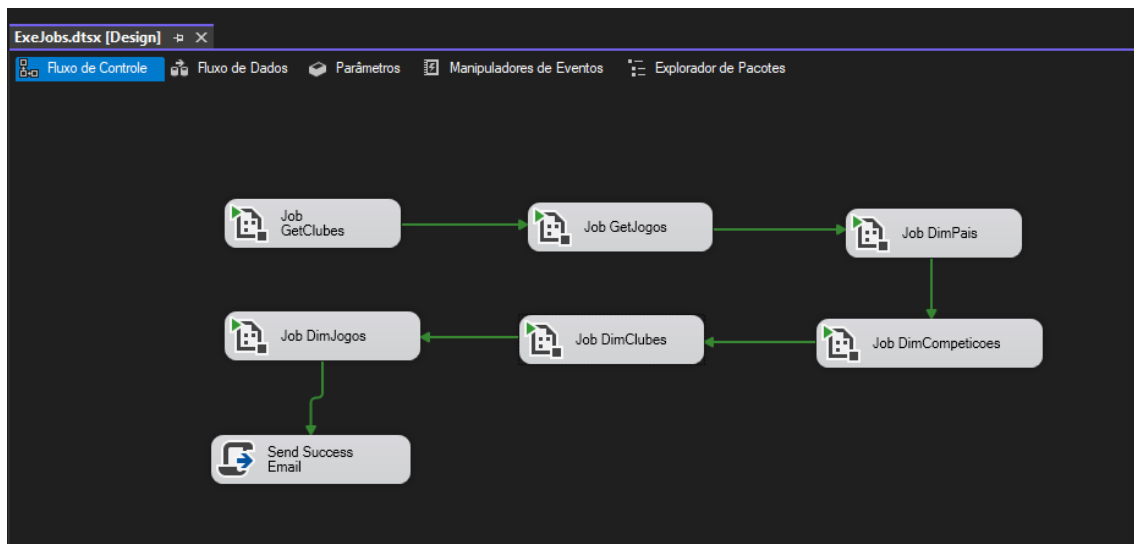 ExeJobs.dtsx [Design]
Fluxo de Controle
Fluxo de Dados
Parâmetros
Manipuladores de Eventos
Explorador de Pacotes
Job
GetClubes
Job GetJogos
Job DimPais
Job DimJogos
Job DimClubes
Job DimCompeticoes
Send Success
Email